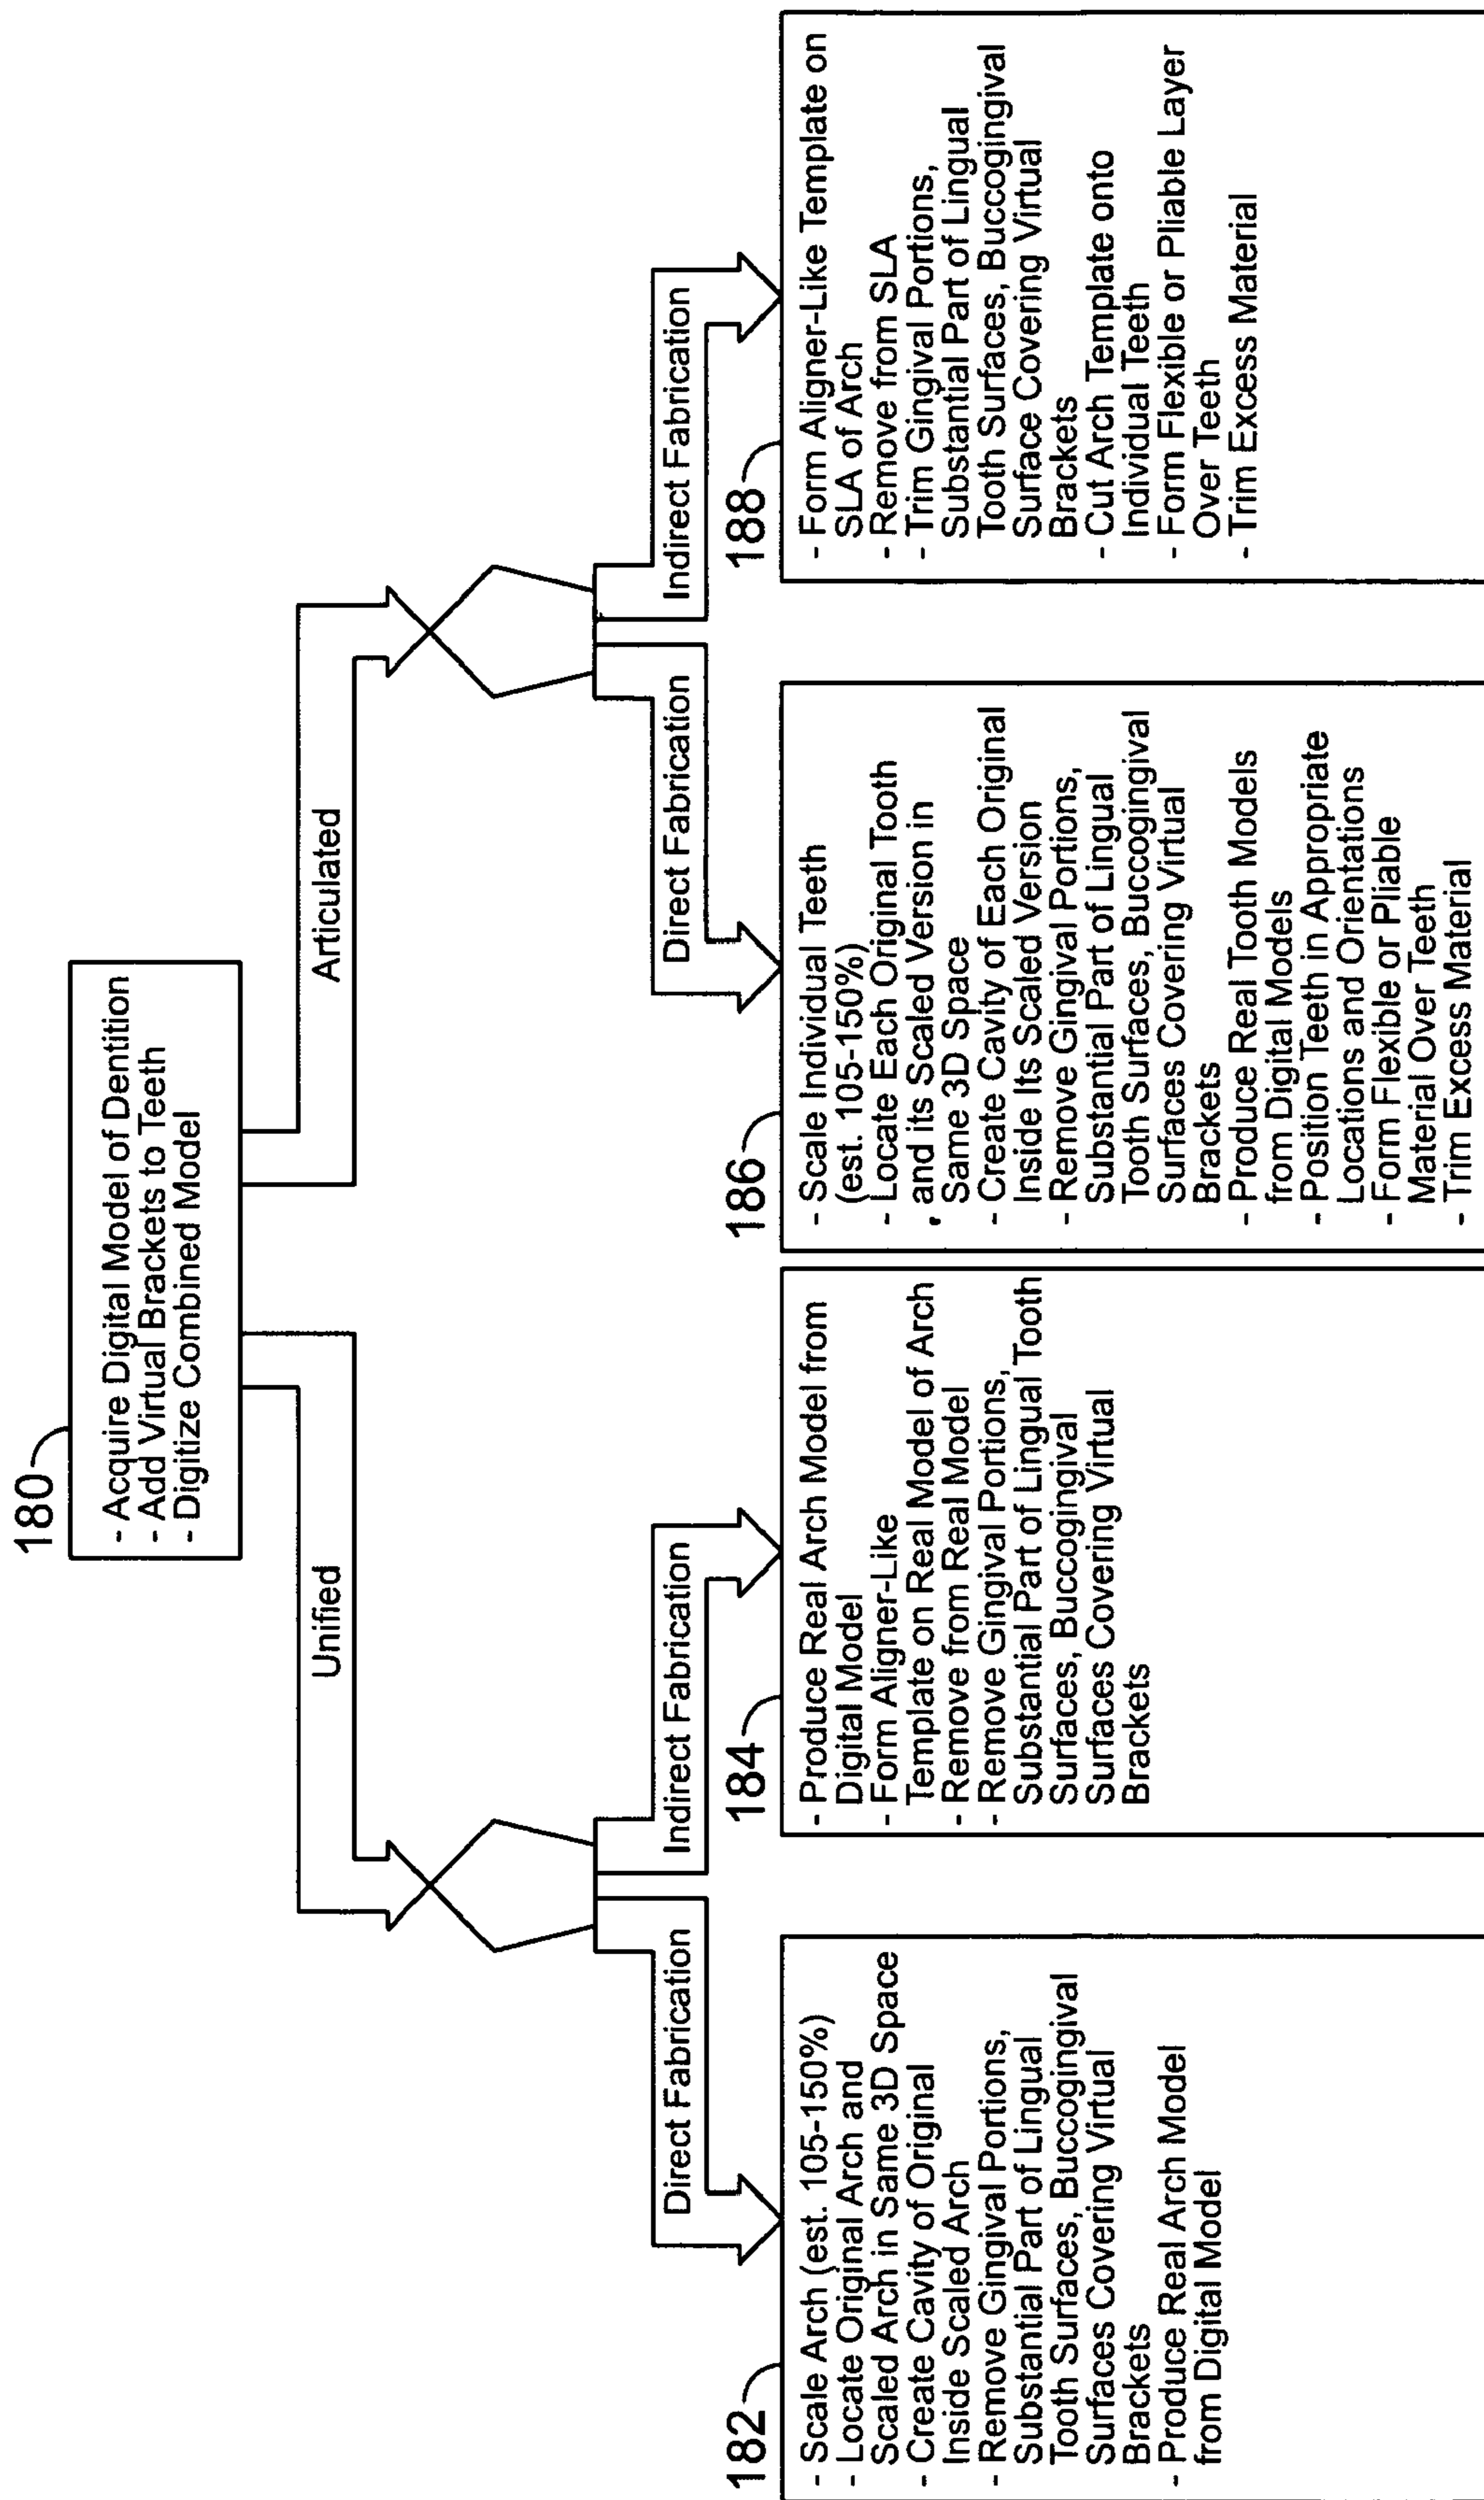 180
- Acquire Digital Model of Dentition
- Add Virtual Brackets to Teeth
- Digitize Combined Model
Unified
Articulated
Direct Fabrication
Indirect Fabrication
Direct Fabrication
Indirect Fabrication
182
- Scale Arch (est. 105-150%)
- Locate Original Arch and
Scaled Arch in Same 3D Space
- Create Cavity of Original
Inside Scaled Arch
- Remove Gingival Portions,
Substantial Part of Lingual
Tooth Surfaces, Buccogingival
Surfaces Covering Virtual
Brackets
- Produce Real Arch Model
from Digital Model
184
- Produce Real Arch Model from
Digital Model
- Form Aligner-Like
Template on Real Model of Arch
- Remove from Real Model
- Remove Gingival Portions,
Substantial Part of Lingual Tooth
Surfaces, Buccogingival
Surfaces Covering Virtual
Brackets
186
- Scale Individual Teeth
(est. 105-150%)
- Locate Each Original Tooth
and its Scaled Version in
Same 3D Space
- Create Cavity of Each Original
Inside Its Scaled Version
- Remove Gingival Portions,
Substantial Part of Lingual
Tooth Surfaces, Buccogingival
Surfaces Covering Virtual
Brackets
- Produce Real Tooth Models
from Digital Models
- Position Teeth in Appropriate
Locations and Orientations
- Form Flexible or Pliable
Material Over Teeth
- Trim Excess Material
188
- Form Aligner-Like Template on
SLA of Arch
- Remove from SLA
- Trim Gingival Portions,
Substantial Part of Lingual
Tooth Surfaces, Buccogingival
Surface Covering Virtual
Brackets
- Cut Arch Template onto
Individual Teeth
- Form Flexible or Pliable Layer
Over Teeth
- Trim Excess Material